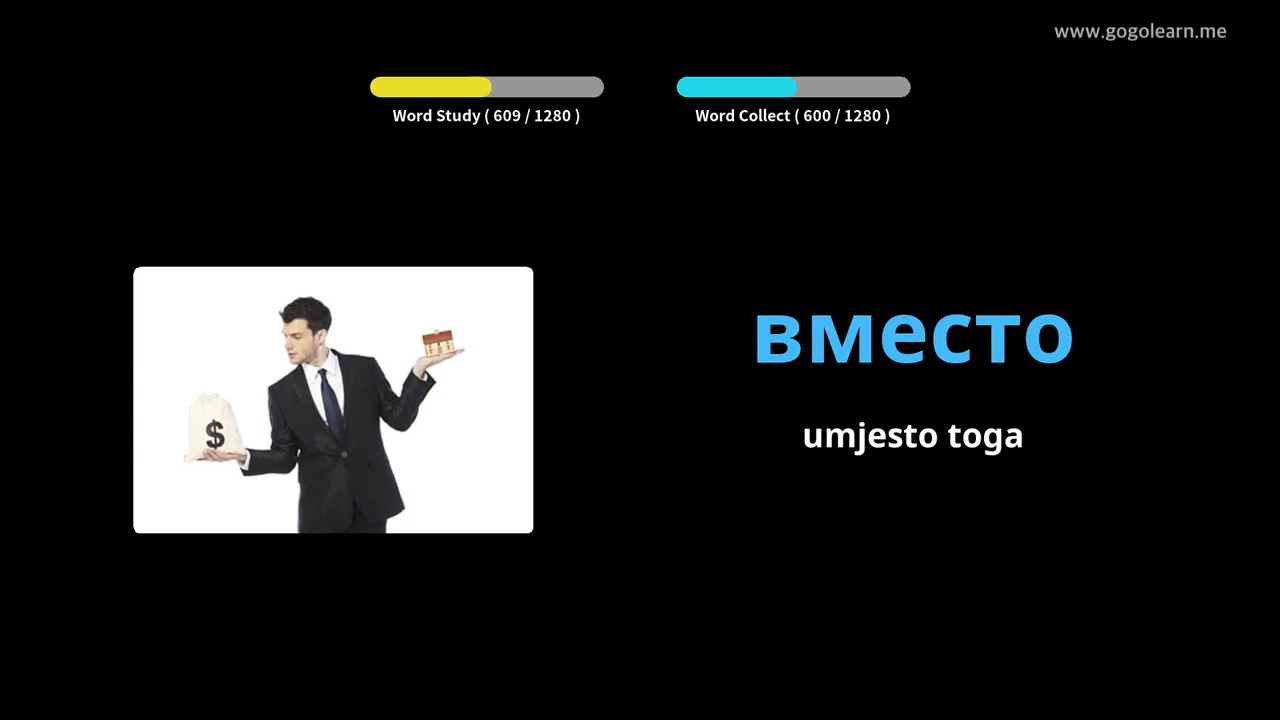 www.gogolearn.me
Word Study ( 609 / 1280 )
Word Collect ( 600 / 1280 )
$
вместо
umjesto toga